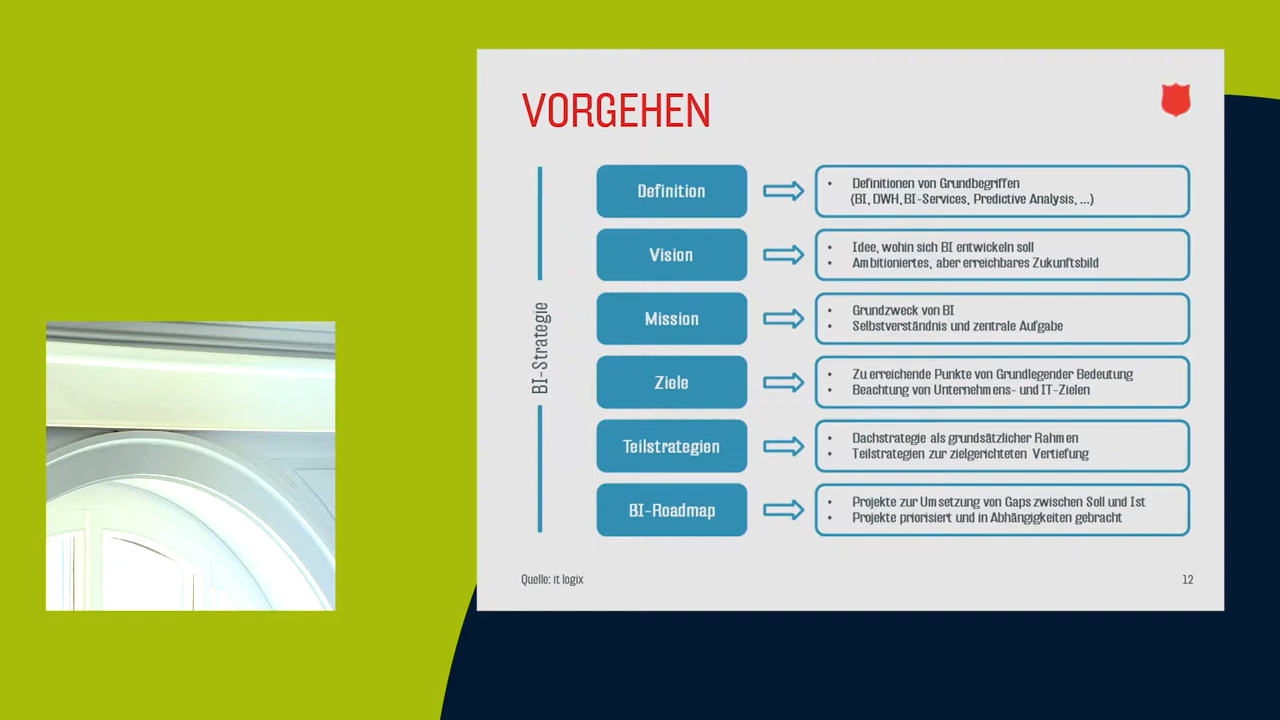 VORGEHEN
BI-Strategie
Definition
• Definitionen von Grundbegriffen
(BI, DWH, BI-Services, Predictive Analysis, ...)
Vision
• Idee, wohin sich BI entwickeln soll
• Ambitioniertes, aber erreichbares Zukunftsbild
Mission
• Grundzweck von BI
• Selbstverständnis und zentrale Aufgabe
Ziele
• Zu erreichende Punkte von Grundlegender Bedeutung
• Beachtung von Unternehmens- und IT-Zielen
Teilstrategien
• Dachstrategie als grundsätzlicher Rahmen
• Teilstrategien zur zielgerichteten Vertiefung
BI-Roadmap
• Projekte zur Umsetzung von Gaps zwischen Soll und Ist
• Projekte priorisiert und in Abhängigkeiten gebracht
Quelle: it logix
12